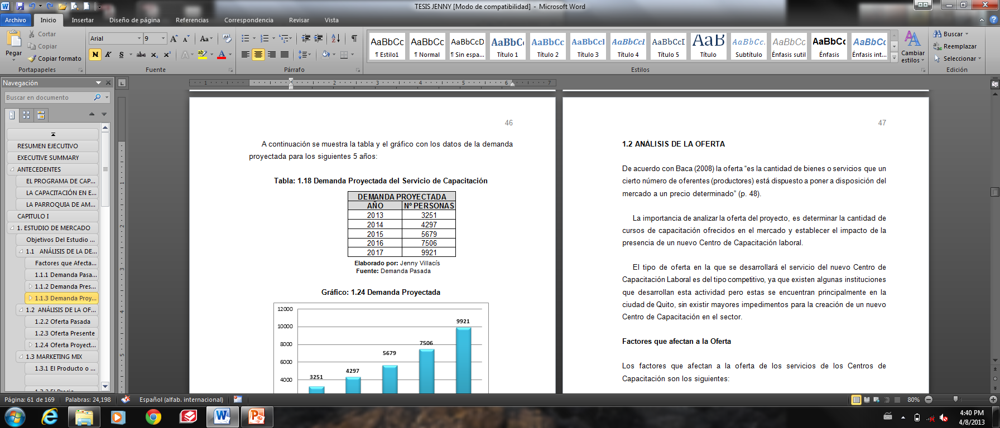 TESIS JENNY [Modo de compatibilidad] - Microsoft Word
Archivo Inicio Insertar Diseño de página Referencias Correspondencia Revisar Vista
Pegar
Cortar
Copiar
Copiar formato
Portapapeles
Arial 9
N K S abc x₂ x²
Fuente
Párrafo
AaBbCc AaBbCc AaBbCcD AaBbC AaBbCc AaBbCcI AaBbCcI AaBbCcI AaB AaBbCc. AaBbCc AaBbCc AaBbCc
¶ Estilo1 ¶ Normal ¶ Sin espa... Título 1 Título 2 Título 3 Título 4 Título 5 Título Subtítulo Énfasis sutil Énfasis Énfasis int...
Estilos
Cambiar estilos
Buscar
Reemplazar
Seleccionar
Edición
Navegación
Buscar en documento
RESUMEN EJECUTIVO
EXECUTIVE SUMMARY
ANTECEDENTES
EL PROGRAMA DE CAP...
LA CAPACITACIÓN EN E...
LA PARROQUIA DE AM...
CAPITULO I
1. ESTUDIO DE MERCADO
Objetivos Del Estudio ...
1.1 ANÁLISIS DE LA DE...
Factores que Afecta...
1.1.1 Demanda Pasa...
1.1.2 Demanda Pres...
1.1.3 Demanda Proy...
1.2 ANÁLISIS DE LA OF...
1.2.2 Oferta Pasada
1.2.3 Oferta Presente
1.2.4 Oferta Proyect...
1.3 MARKETING MIX
1.3.1 El Producto o ...
1.3.2 El Precio
46
A continuación se muestra la tabla y el gráfico con los datos de la demanda
proyectada para los siguientes 5 años:
Tabla: 1.18 Demanda Proyectada del Servicio de Capacitación
DEMANDA PROYECTADA
AÑO Nº PERSONAS
2013 3251
2014 4297
2015 5679
2016 7506
2017 9921
Elaborado por: Jenny Villacís
Fuente: Demanda Pasada
Gráfico: 1.24 Demanda Proyectada
12000
10000
8000
6000
4000
3251
4297
5679
7506
9921
47
1.2 ANÁLISIS DE LA OFERTA
De acuerdo con Baca (2008) la oferta “es la cantidad de bienes o servicios que un
cierto número de oferentes (productores) está dispuesto a poner a disposición del
mercado a un precio determinado” (p. 48).
La importancia de analizar la oferta del proyecto, es determinar la cantidad de
cursos de capacitación ofrecidos en el mercado y establecer el impacto de la
presencia de un nuevo Centro de Capacitación laboral.
El tipo de oferta en la que se desarrollará el servicio del nuevo Centro de
Capacitación Laboral es del tipo competitivo, ya que existen algunas instituciones
que desarrollan esta actividad pero estas se encuentran principalmente en la
ciudad de Quito, sin existir mayores impedimentos para la creación de un nuevo
Centro de Capacitación en el sector.
Factores que afectan a la Oferta
Los factores que afectan a la oferta de los servicios de los Centros de
Capacitación son los siguientes:
Página: 61 de 169 Palabras: 24,198 Español (alfab. internacional) 80%
4:40 PM
4/8/2013